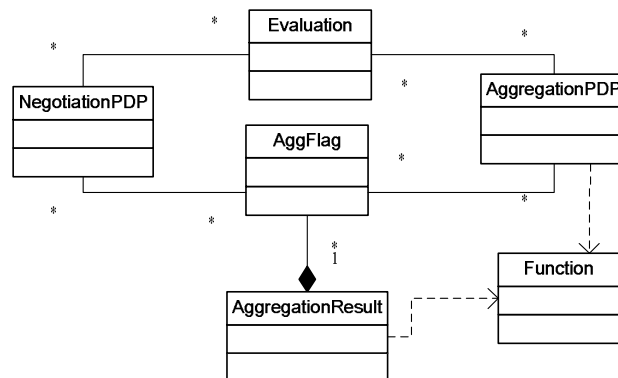 Evaluation
*
*
*
NegotiationPDP
AggregationPDP
*
AggFlag
*
*
*
*
*
1
Function
AggregationResult